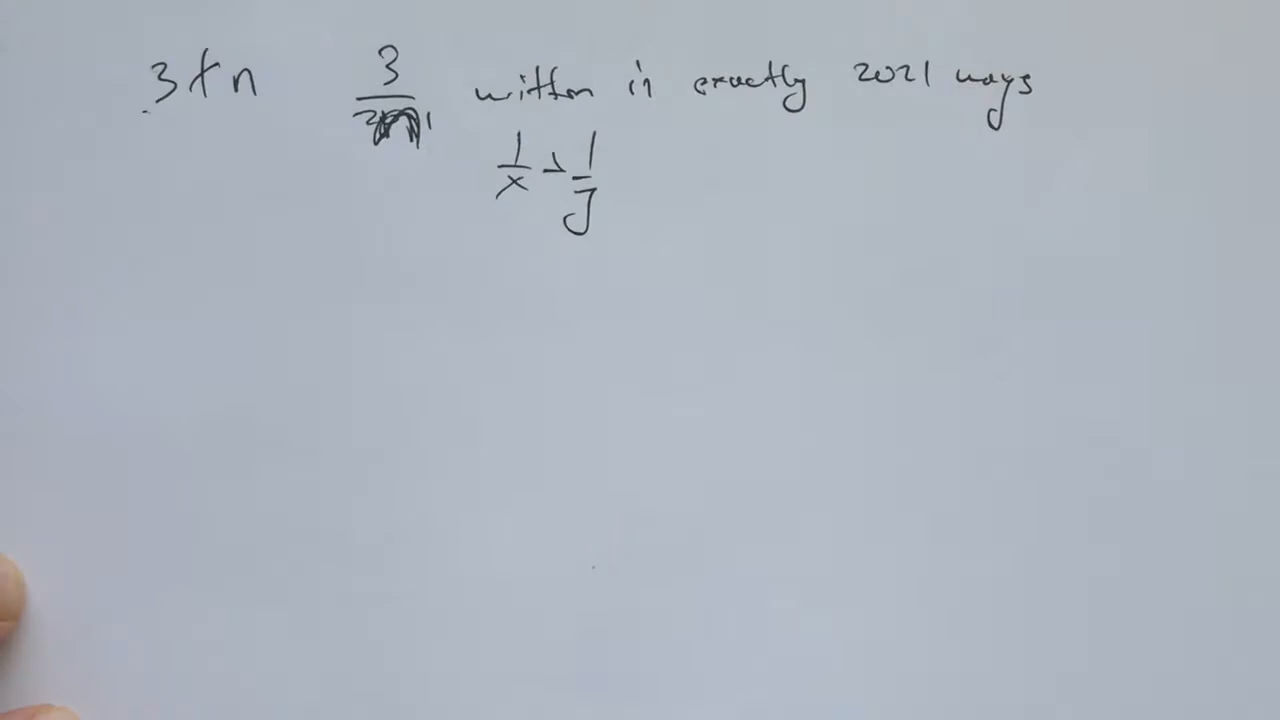 3∤n 3/ written in exactly 2021 ways
1/x + 1/y